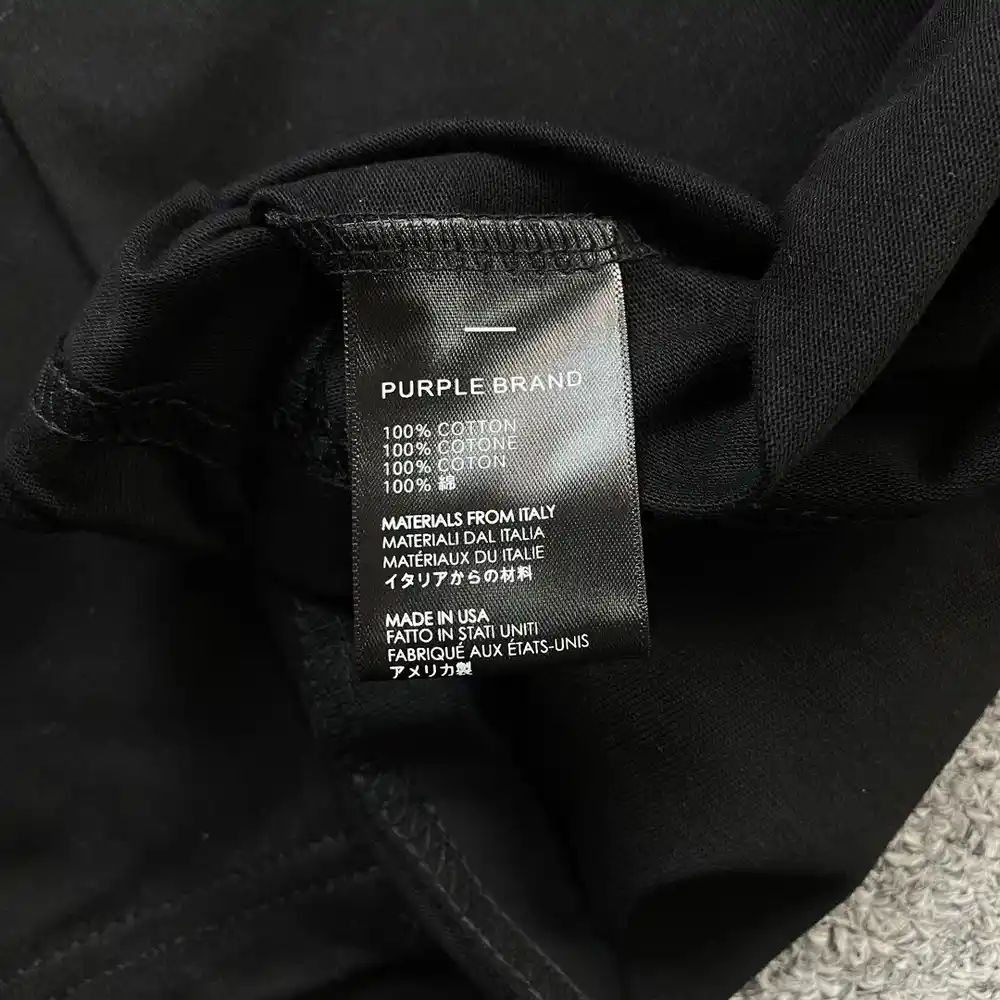 PURPLE BRAND
100% COTTON
100% COTONE
100% COTON
100% 綿
MATERIALS FROM ITALY
MATERIALI DAL ITALIA
MATÉRIAUX DU ITALIE
イタリアからの材料
MADE IN USA
FATTO IN STATI UNITI
FABRIQUÉ AUX ÉTATS-UNIS
アメリカ製